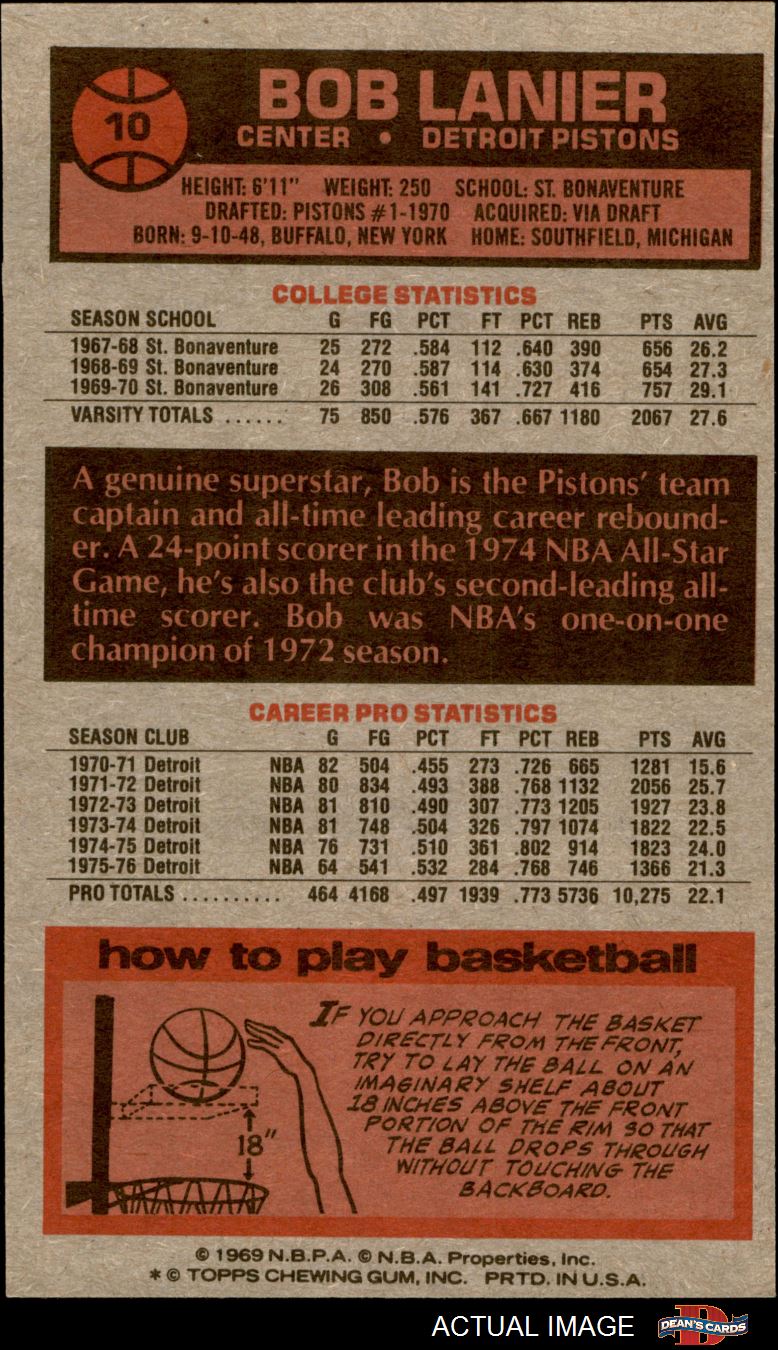 10
BOB LANIER
CENTER • DETROIT PISTONS
HEIGHT: 6'11" WEIGHT: 250 SCHOOL: ST. BONAVENTURE
DRAFTED: PISTONS #1-1970 ACQUIRED: VIA DRAFT
BORN: 9-10-48, BUFFALO, NEW YORK HOME: SOUTHFIELD, MICHIGAN
COLLEGE STATISTICS
SEASON SCHOOL G FG PCT FT PCT REB PTS AVG
1967-68 St. Bonaventure 25 272 .584 112 .640 390 656 26.2
1968-69 St. Bonaventure 24 270 .587 114 .630 374 654 27.3
1969-70 St. Bonaventure 26 308 .561 141 .727 416 757 29.1
VARSITY TOTALS ...... 75 850 .576 367 .667 1180 2067 27.6
A genuine superstar, Bob is the Pistons' team
captain and all-time leading career rebound-
er. A 24-point scorer in the 1974 NBA All-Star
Game, he's also the club's second-leading all-
time scorer. Bob was NBA's one-on-one
champion of 1972 season.
CAREER PRO STATISTICS
SEASON CLUB G FG PCT FT PCT REB PTS AVG
1970-71 Detroit NBA 82 504 .455 273 .726 665 1281 15.6
1971-72 Detroit NBA 80 834 .493 388 .768 1132 2056 25.7
1972-73 Detroit NBA 81 810 .490 307 .773 1205 1927 23.8
1973-74 Detroit NBA 81 748 .504 326 .797 1074 1822 22.5
1974-75 Detroit NBA 76 731 .510 361 .802 914 1823 24.0
1975-76 Detroit NBA 64 541 .532 284 .768 746 1366 21.3
PRO TOTALS .......... 464 4168 .497 1939 .773 5736 10,275 22.1
how to play basketball
IF YOU APPROACH THE BASKET
DIRECTLY FROM THE FRONT,
TRY TO LAY THE BALL ON AN
IMAGINARY SHELF ABOUT
18 INCHES ABOVE THE FRONT
PORTION OF THE RIM SO THAT
THE BALL DROPS THROUGH
WITHOUT TOUCHING THE
BACKBOARD.
18"
© 1969 N.B.P.A. © N.B.A. Properties, Inc.
* © TOPPS CHEWING GUM, INC. PRTD. IN U.S.A.
ACTUAL IMAGE
DEAN'S CARDS